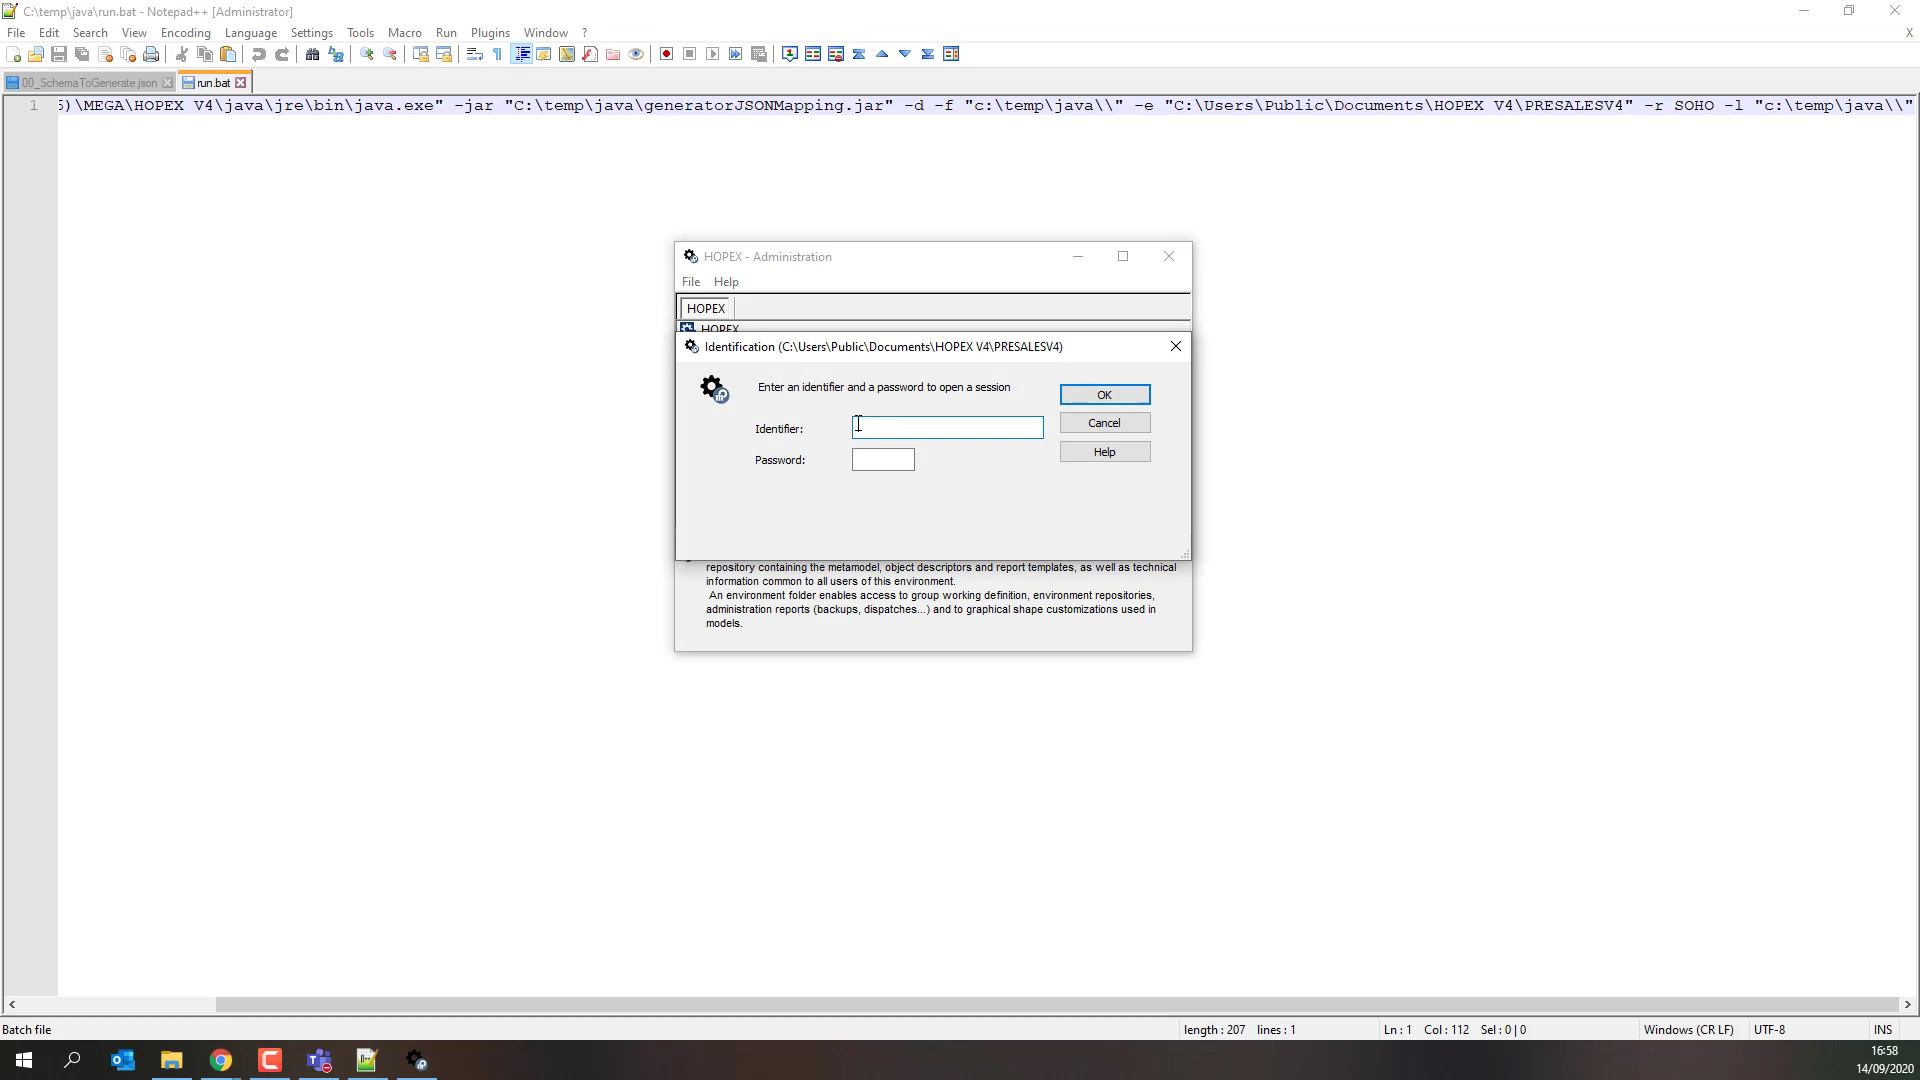 C:\temp\java\run.bat - Notepad++ [Administrator]
File Edit Search View Encoding Language Settings Tools Macro Run Plugins Window ? X
00_SchemaToGenerate.json run.bat
1 5)\MEGA\HOPEX V4\java\jre\bin\java.exe" -jar "C:\temp\java\generatorJSONMapping.jar" -d -f "c:\temp\java\\" -e "C:\Users\Public\Documents\HOPEX V4\PRESALESV4" -r SOHO -l "c:\temp\java\\"
HOPEX - Administration
File Help
HOPEX
HOPEX
Identification (C:\Users\Public\Documents\HOPEX V4\PRESALESV4)
Enter an identifier and a password to open a session
OK
Identifier:
Cancel
Password:
Help
repository containing the metamodel, object descriptors and report templates, as well as technical
information common to all users of this environment.
An environment folder enables access to group working definition, environment repositories,
administration reports (backups, dispatches...) and to graphical shape customizations used in
models.
Batch file length : 207 lines : 1 Ln : 1 Col : 112 Sel : 0 | 0 Windows (CR LF) UTF-8 INS
16:58
14/09/2020